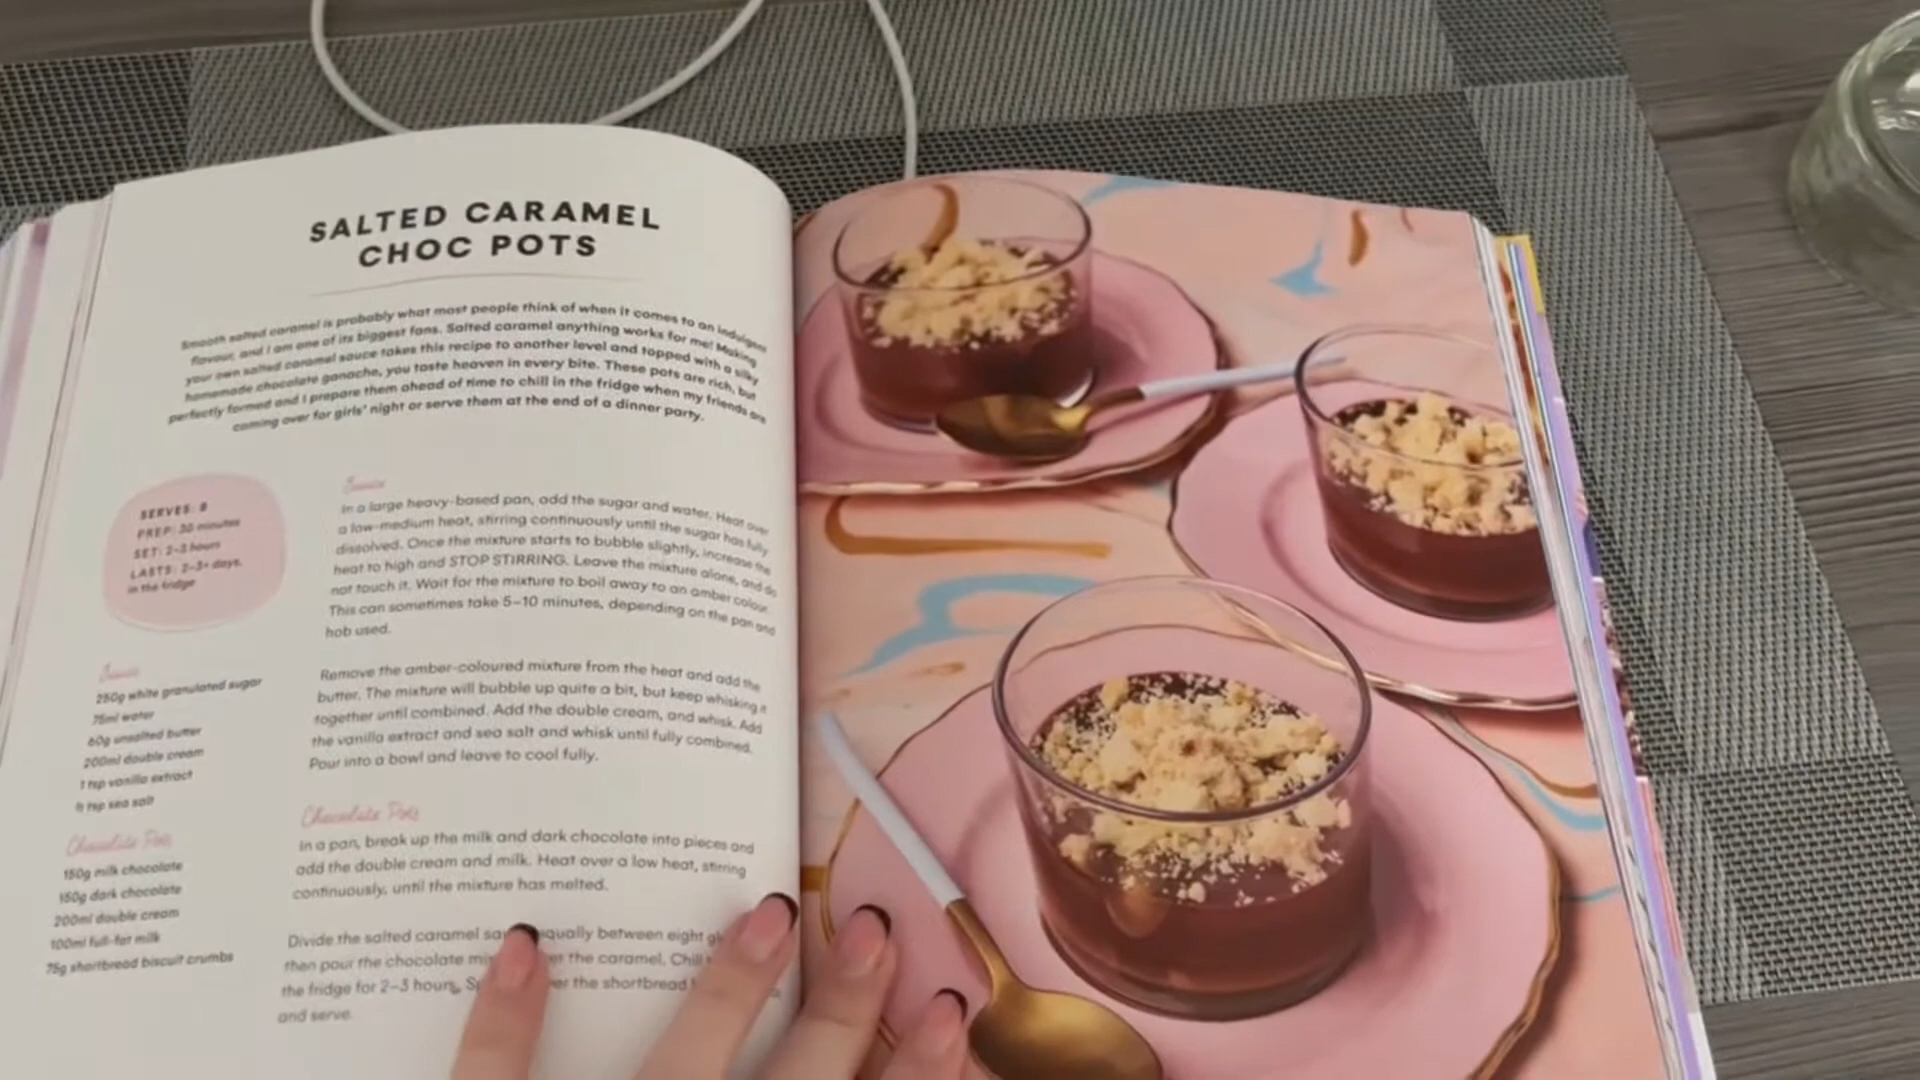 SALTED CARAMEL
CHOC POTS
Smooth salted caramel is probably what most people think of when it comes to an indulgent
flavour, and I am one of its biggest fans. Salted caramel anything works for me! Making
your own salted caramel sauce takes this recipe to another level and topped with a silky
homemade chocolate ganache, you taste heaven in every bite. These pots are rich, but
perfectly formed and I prepare them ahead of time to chill in the fridge when my friends are
coming over for girls' night or serve them at the end of a dinner party.
SERVES: 8
PREP: 30 minutes
SET: 2–3 hours
LASTS: 2–3+ days,
in the fridge
Sauce
250g white granulated sugar
75ml water
60g unsalted butter
200ml double cream
1 tsp vanilla extract
tsp sea salt
Chocolate Pots
150g milk chocolate
150g dark chocolate
200ml double cream
100ml full-fat milk
75g shortbread biscuit crumbs
Sauce
In a large heavy-based pan, add the sugar and water. Heat over
a low-medium heat, stirring continuously until the sugar has fully
dissolved. Once the mixture starts to bubble slightly, increase the
heat to high and STOP STIRRING. Leave the mixture alone, and do
not touch it. Wait for the mixture to boil away to an amber colour.
This can sometimes take 5–10 minutes, depending on the pan and
hob used.
Remove the amber-coloured mixture from the heat and add the
butter. The mixture will bubble up quite a bit, but keep whisking it
together until combined. Add the double cream, and whisk. Add
the vanilla extract and sea salt and whisk until fully combined.
Pour into a bowl and leave to cool fully.
Chocolate Pots
In a pan, break up the milk and dark chocolate into pieces and
add the double cream and milk. Heat over a low heat, stirring
continuously, until the mixture has melted.
Divide the salted caramel equally between eight
then pour the chocolate the caramel. Chill
the fridge for 2–3 hours. the shortbread
and serve.